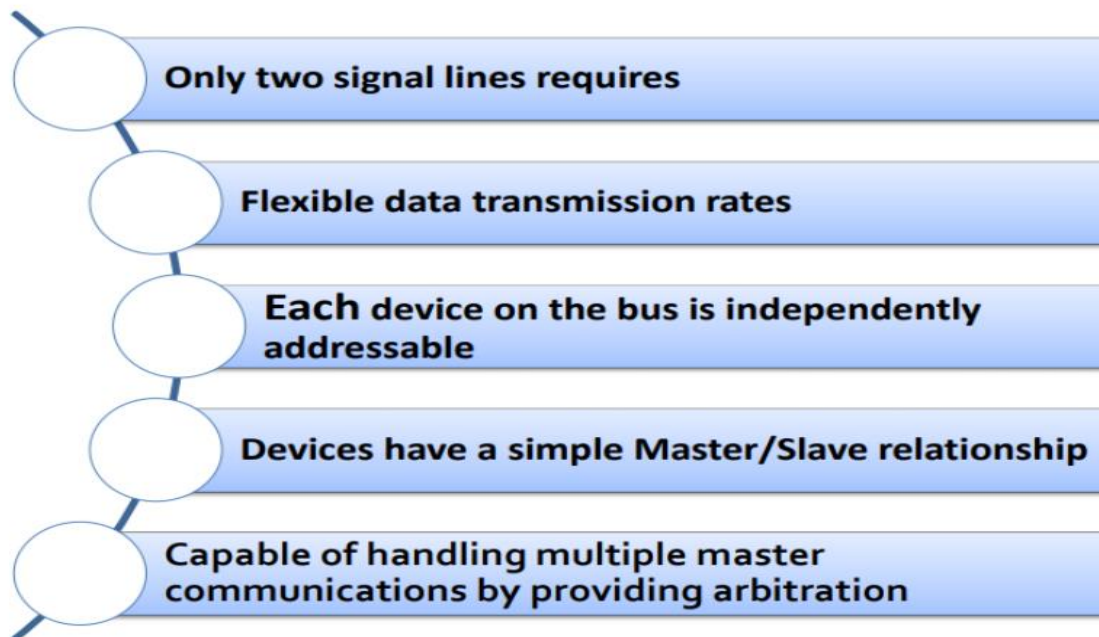 Only two signal lines requires
Flexible data transmission rates
Each device on the bus is independently
addressable
Devices have a simple Master/Slave relationship
Capable of handling multiple master
communications by providing arbitration